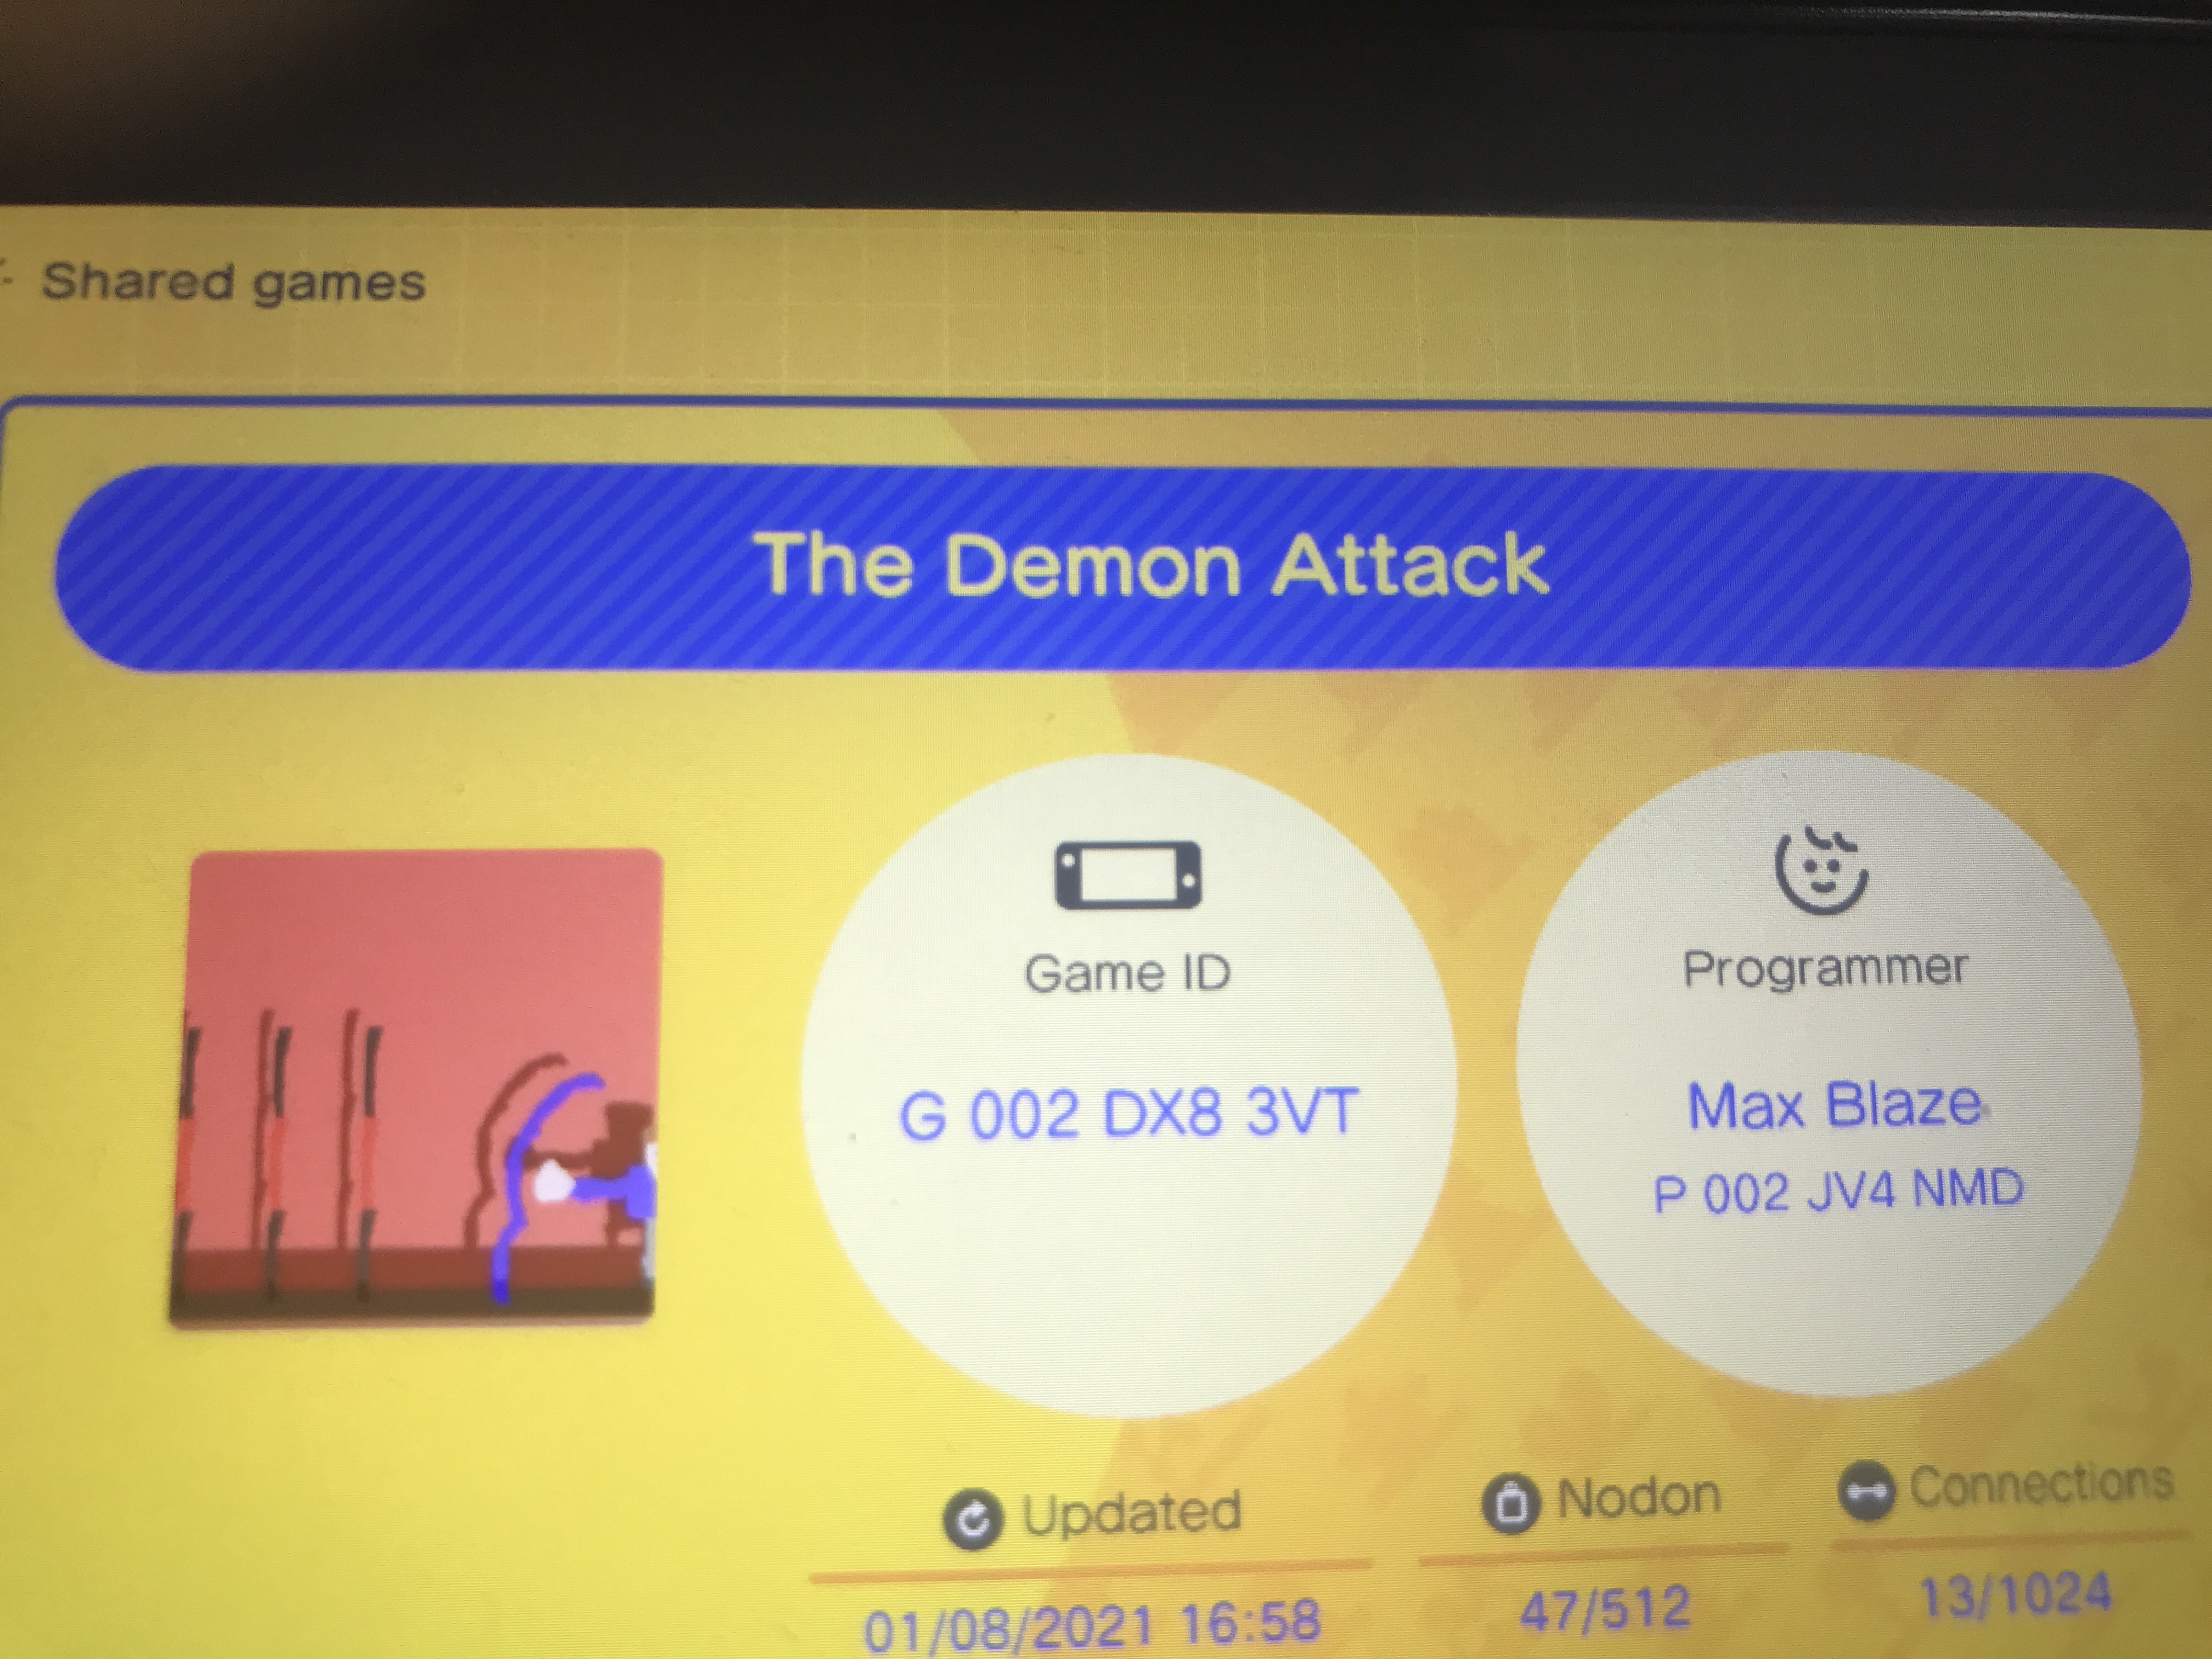 Shared games
The Demon Attack
Game ID
G 002 DX8 3VT
Programmer
Max Blaze
P 002 JV4 NMD
Updated
01/08/2021 16:58
Nodon
47/512
Connections
13/1024